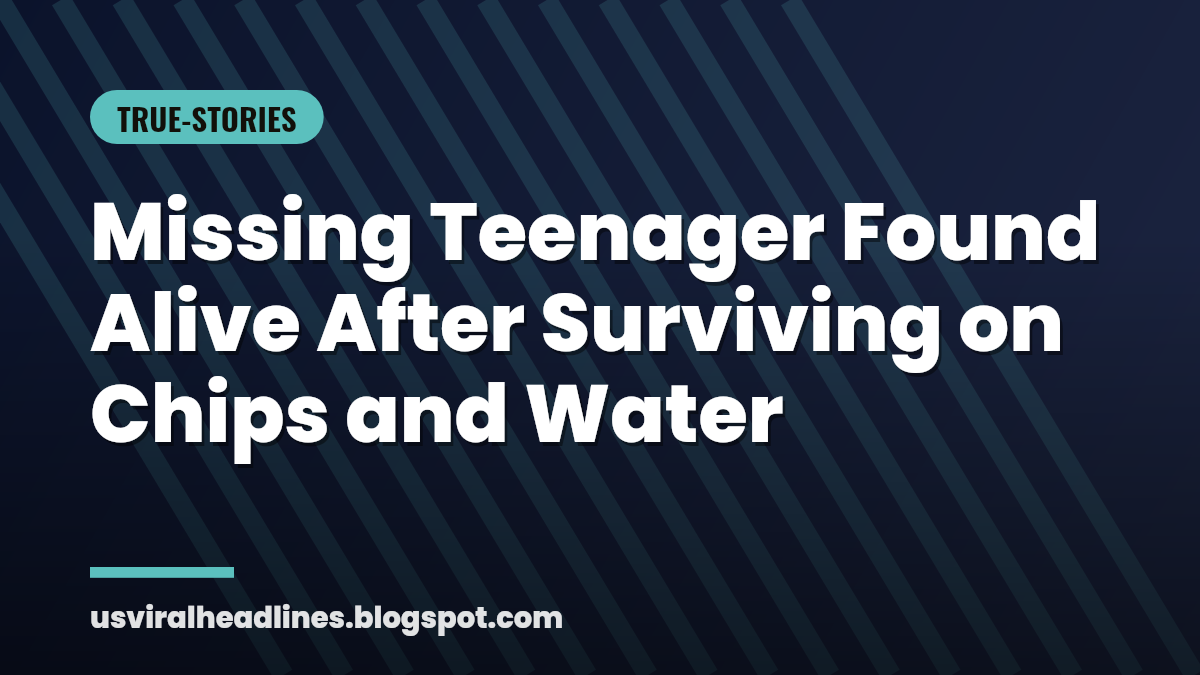 TRUE-STORIES
Missing Teenager Found
Alive After Surviving on
Chips and Water
usviralheadlines.blogspot.com